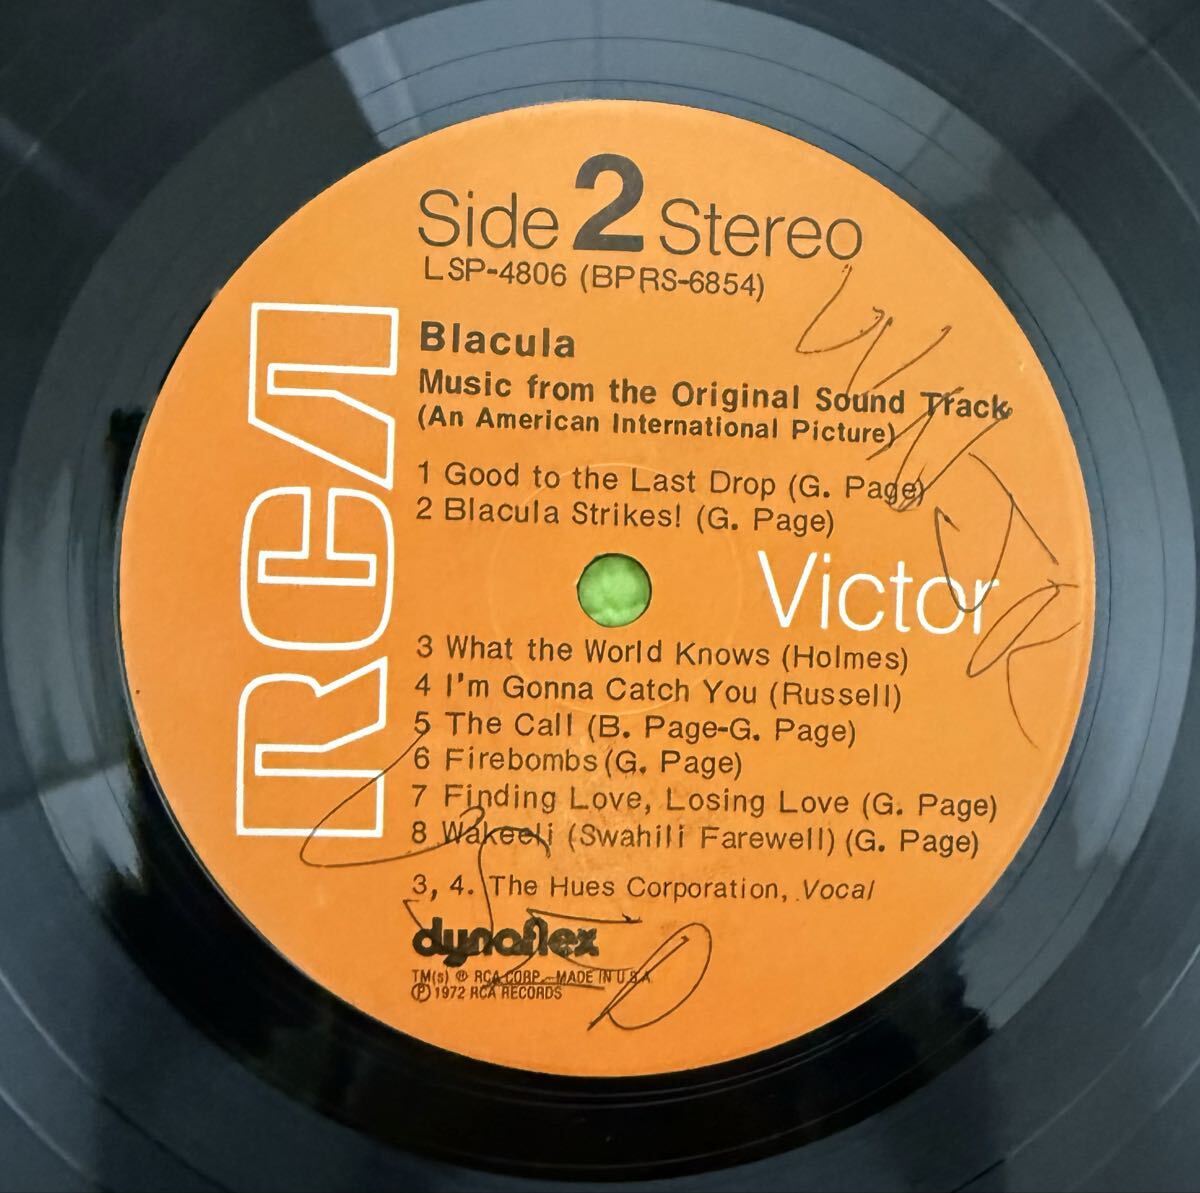 Side 2 Stereo
LSP-4806 (BPRS-6854)
Blacula
Music from the Original Sound Track
(An American International Picture)
1 Good to the Last Drop (G. Page)
2 Blacula Strikes! (G. Page)
RCA
Victor
3 What the World Knows (Holmes)
4 I'm Gonna Catch You (Russell)
5 The Call (B. Page-G. Page)
6 Firebombs (G. Page)
7 Finding Love, Losing Love (G. Page)
8 Wakeeli (Swahili Farewell) (G. Page)
3, 4. The Hues Corporation, Vocal
dynaflex
TM(s) ® RCA CORP.—MADE IN U.S.A.
℗ 1972 RCA RECORDS